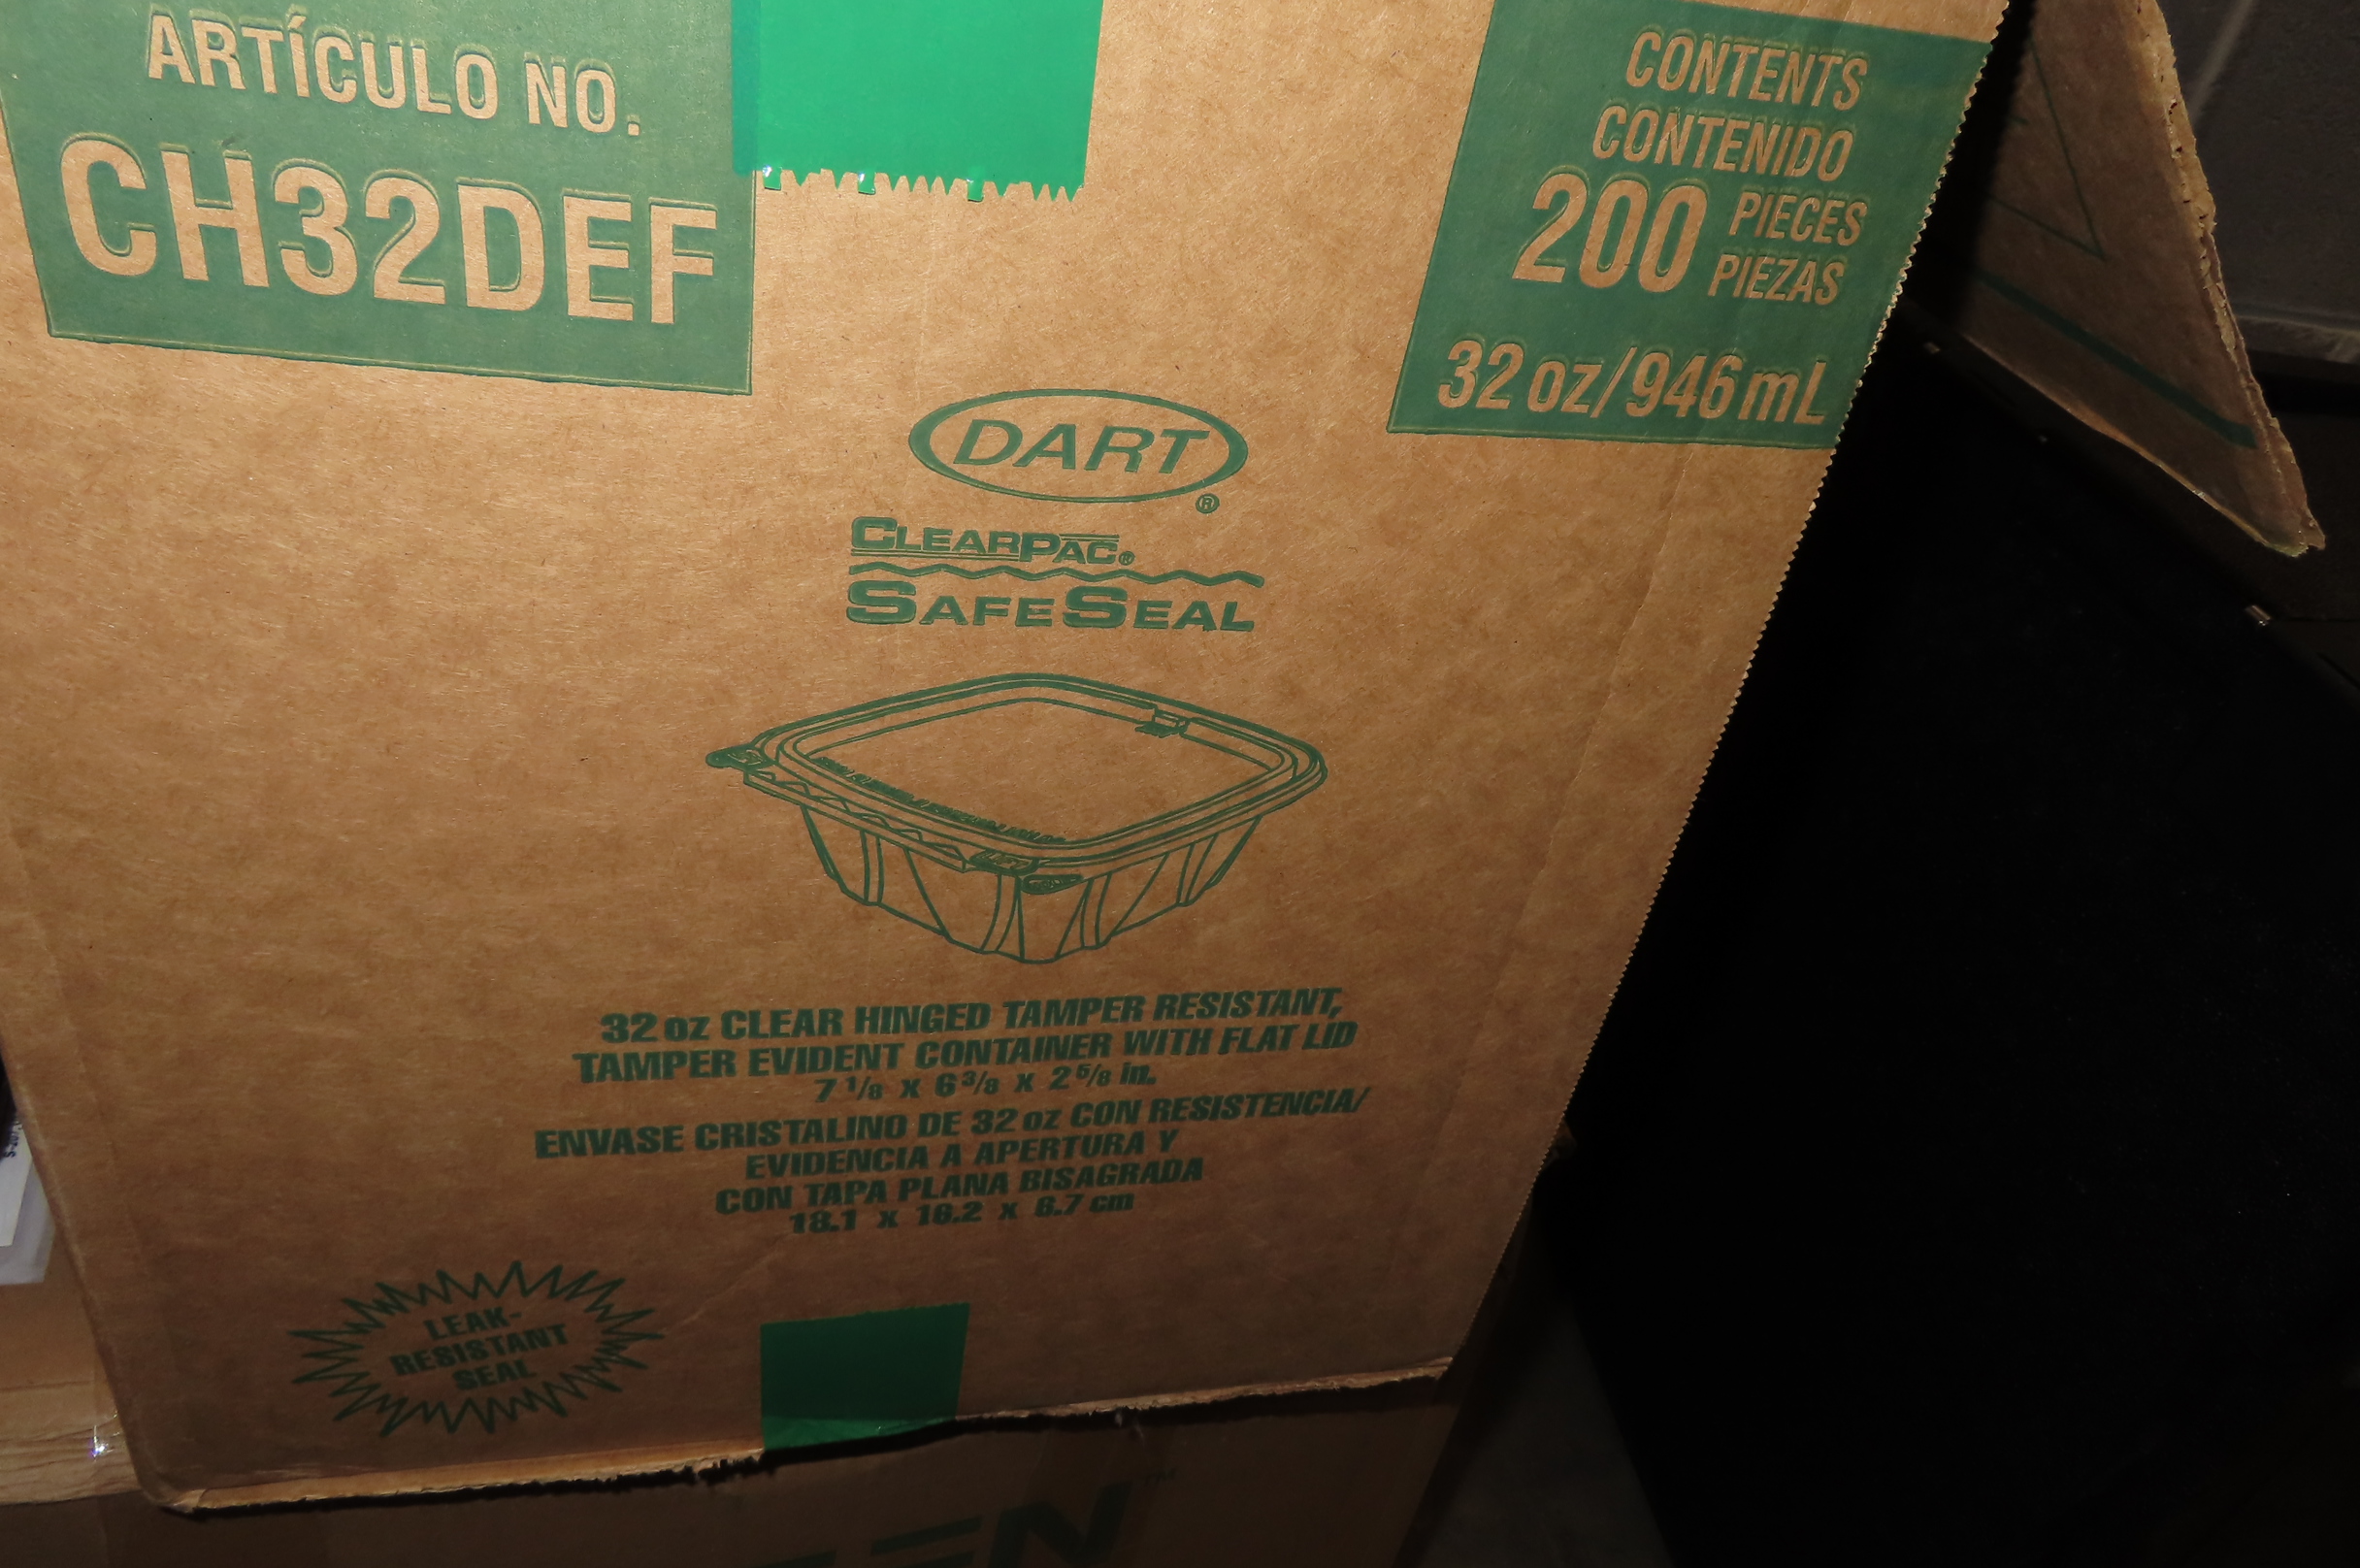 ARTÍCULO NO.
CH32DEF
CONTENTS
CONTENIDO
200 PIECES
PIEZAS
32 oz/946 mL
DART®
CLEARPAC®
SAFESEAL
32 oz CLEAR HINGED TAMPER RESISTANT,
TAMPER EVIDENT CONTAINER WITH FLAT LID
7 1/8 x 6 3/8 x 2 5/8 in.
ENVASE CRISTALINO DE 32 oz CON RESISTENCIA/
EVIDENCIA A APERTURA Y
CON TAPA PLANA BISAGRADA
18.1 x 16.2 x 6.7 cm
LEAK-
RESISTANT
SEAL